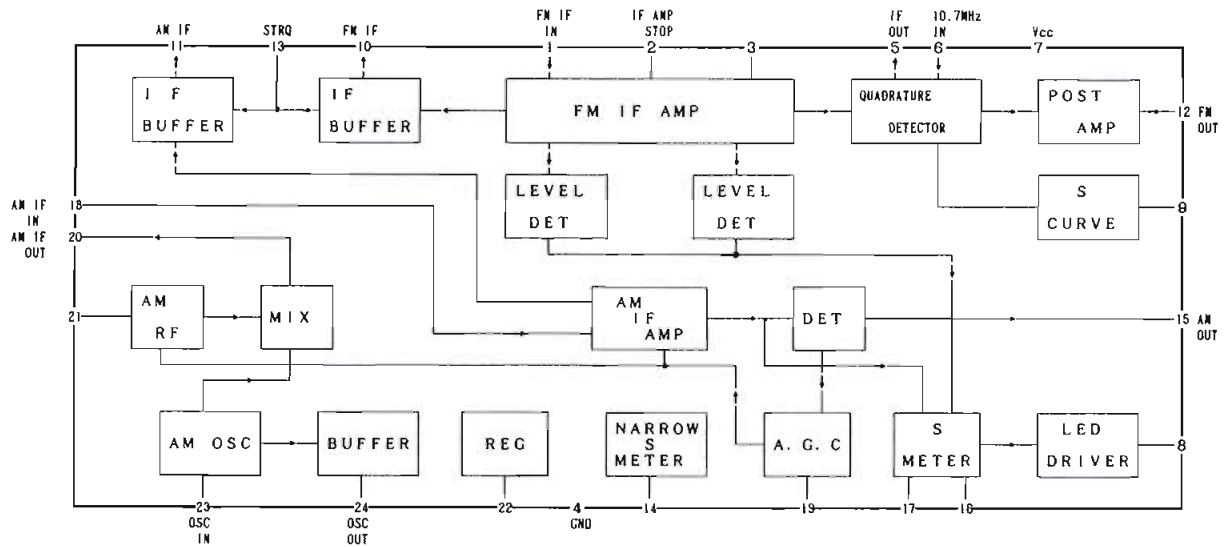 AM IF
11
STRQ
13
FM IF
10
FM IF
IN
1
IF AMP
STOP
2
3
IF
OUT
5
10.7MHz
IN
6
Vcc
7
IF
BUFFER
IF
BUFFER
FM IF AMP
QUADRATURE
DETECTOR
POST
AMP
12 FM
OUT
LEVEL
DET
LEVEL
DET
S
CURVE
9
AM IF 18
IN
AM IF 20
OUT
21
AM
RF
MIX
AM
IF
AMP
DET
15 AM
OUT
AM OSC
BUFFER
REG
NARROW
S
METER
A.G.C
S
METER
LED
DRIVER
8
23
OSC
IN
24
OSC
OUT
22
4
GND
14
19
17
16